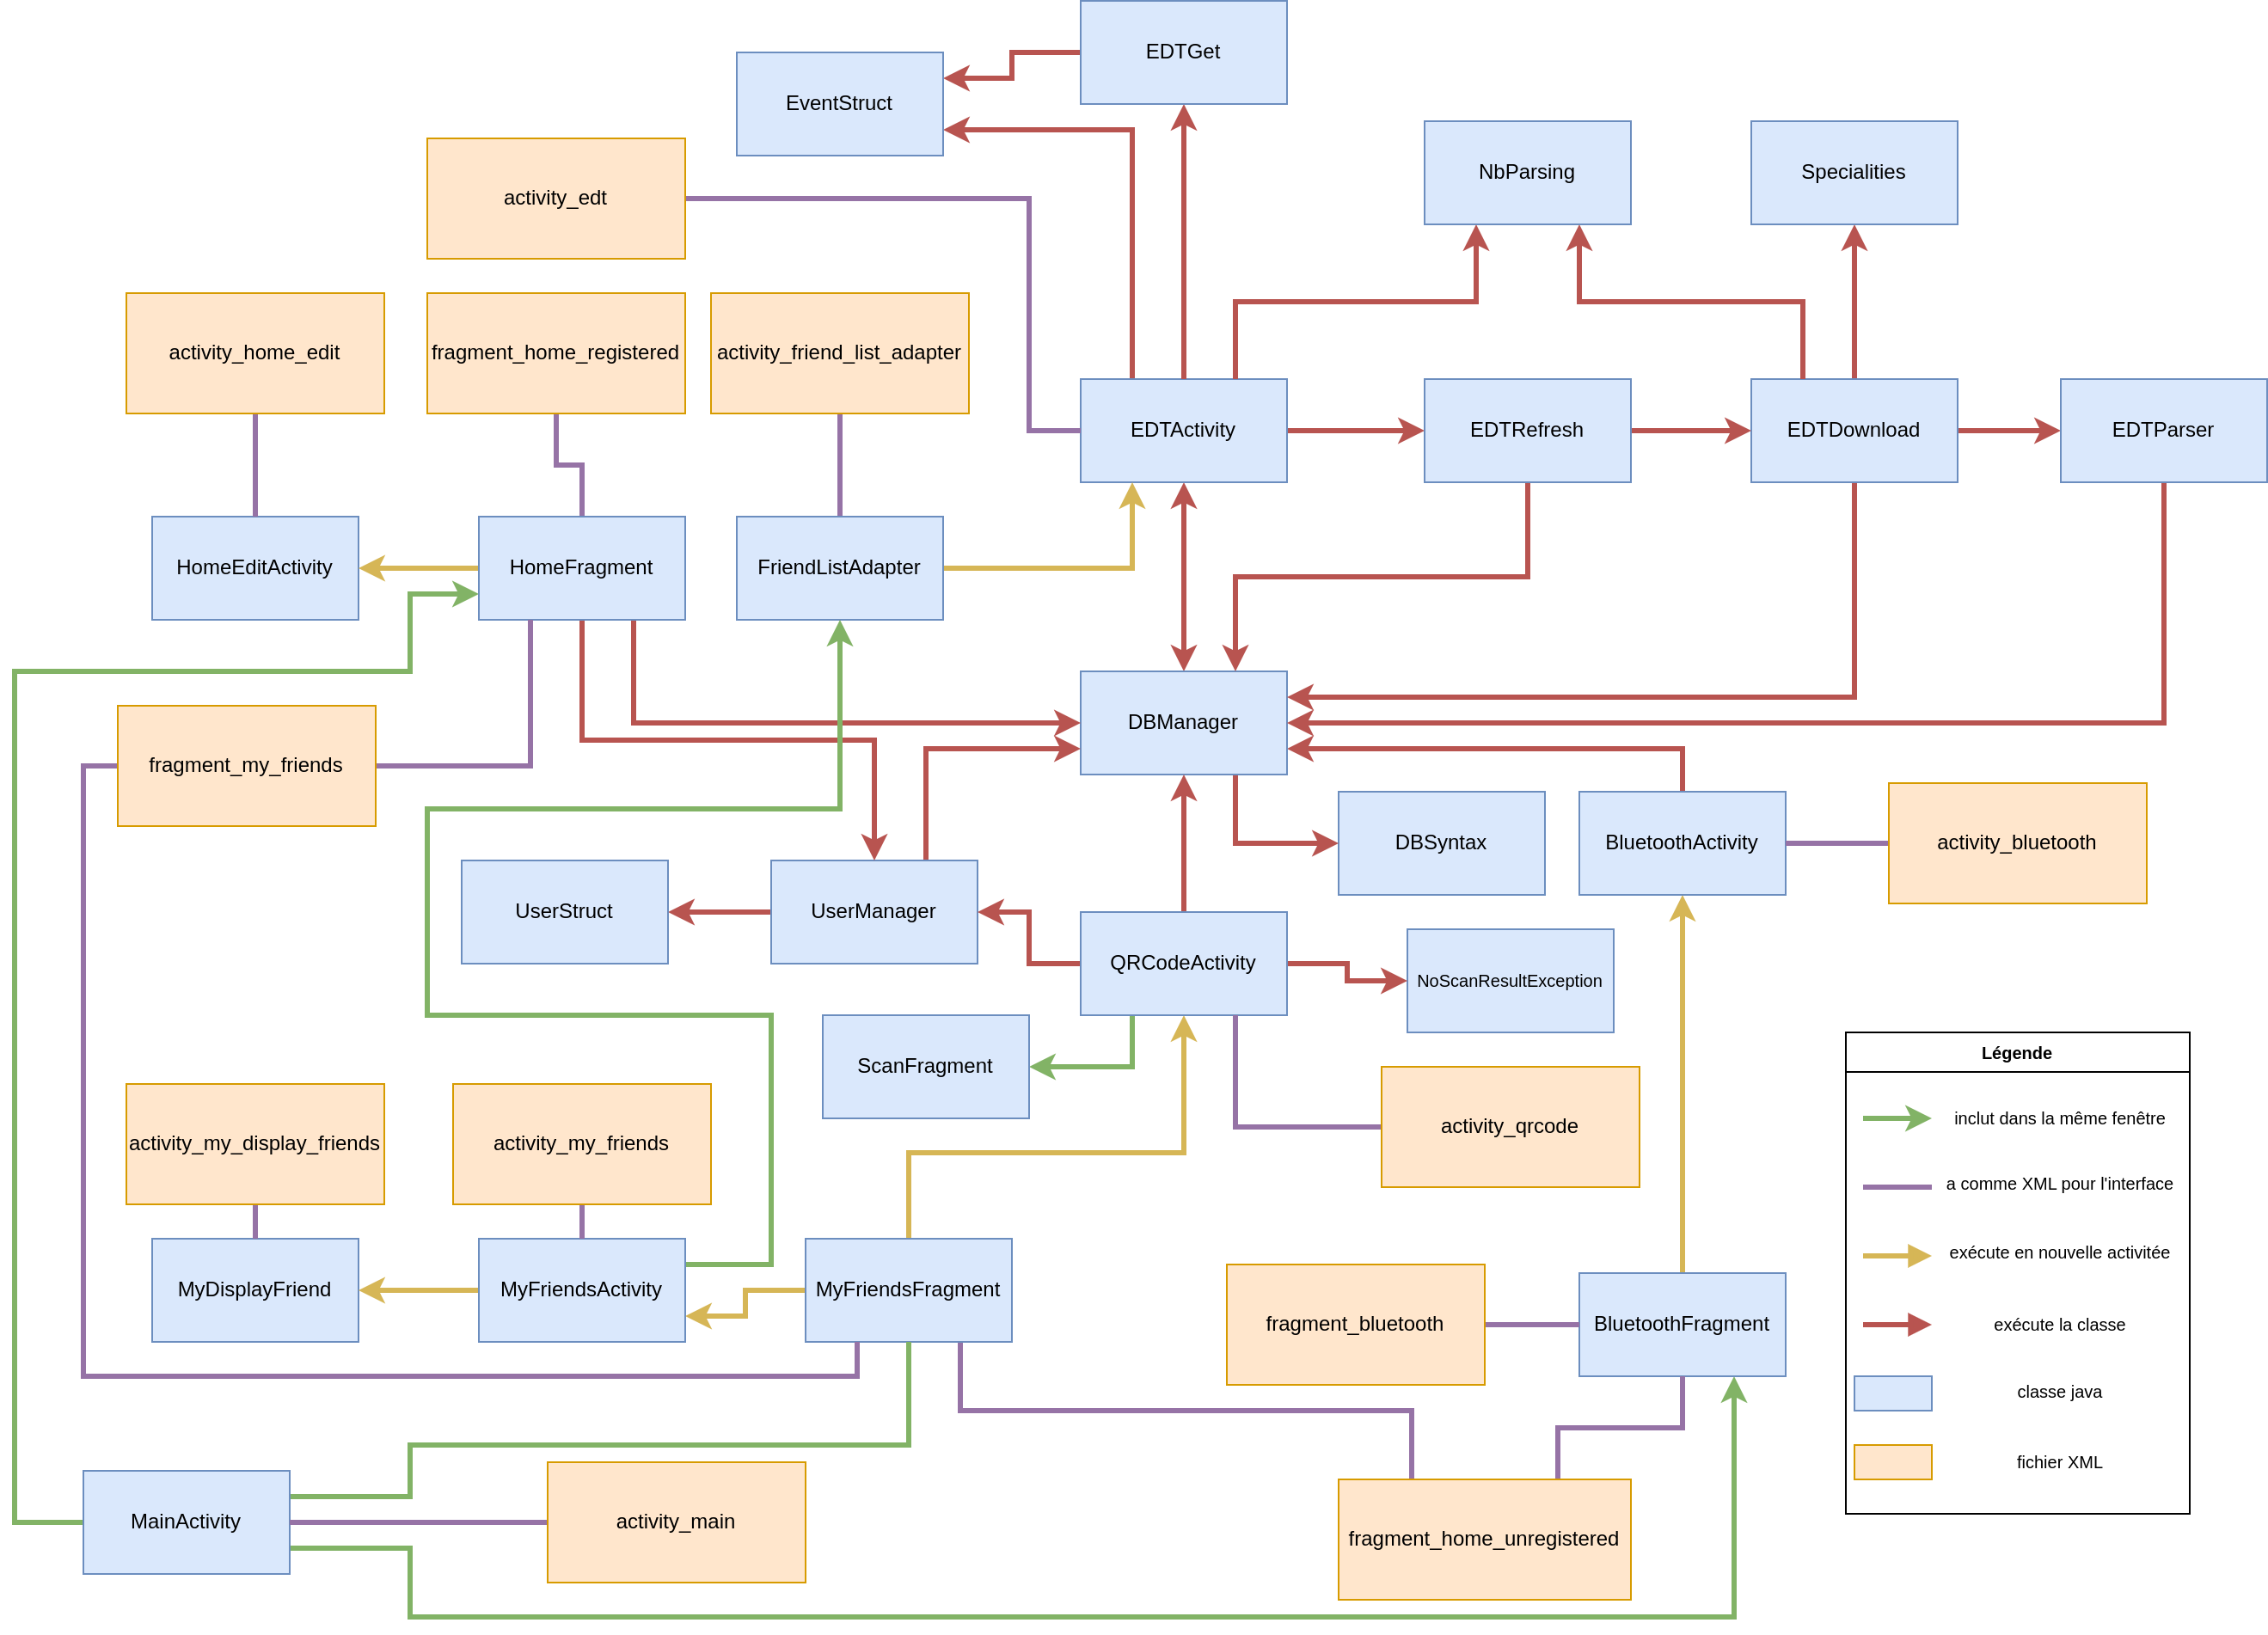 EDTGet
EventStruct
activity_edt
NbParsing
Specialities
activity_home_edit
fragment_home_registered
activity_friend_list_adapter
EDTActivity
EDTRefresh
EDTDownload
EDTParser
HomeEditActivity
HomeFragment
FriendListAdapter
DBManager
fragment_my_friends
DBSyntax
BluetoothActivity
activity_bluetooth
UserStruct
UserManager
QRCodeActivity
NoScanResultException
ScanFragment
activity_qrcode
activity_my_display_friends
activity_my_friends
MyDisplayFriend
MyFriendsActivity
MyFriendsFragment
fragment_bluetooth
BluetoothFragment
MainActivity
activity_main
fragment_home_unregistered
Légende
inclut dans la même fenêtre
a comme XML pour l'interface
exécute en nouvelle activitée
exécute la classe
classe java
fichier XML